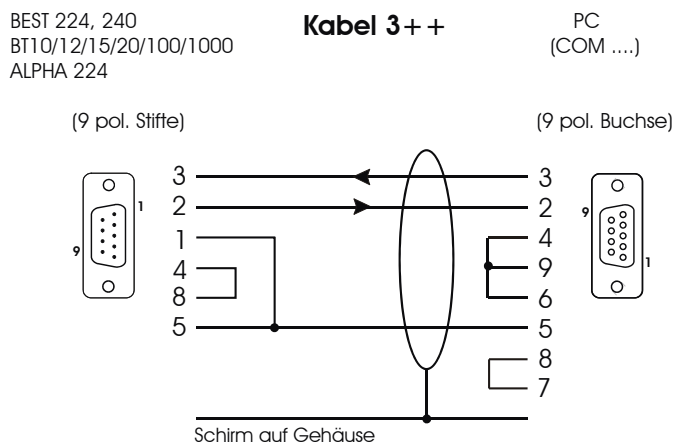 BEST 224, 240
BT10/12/15/20/100/1000
ALPHA 224
Kabel 3++
PC
(COM ....)
(9 pol. Stifte)
(9 pol. Buchse)
3 3
2 2
1 4
4 9
8 6
5 5
8
7
1
9
9
1
Schirm auf Gehäuse